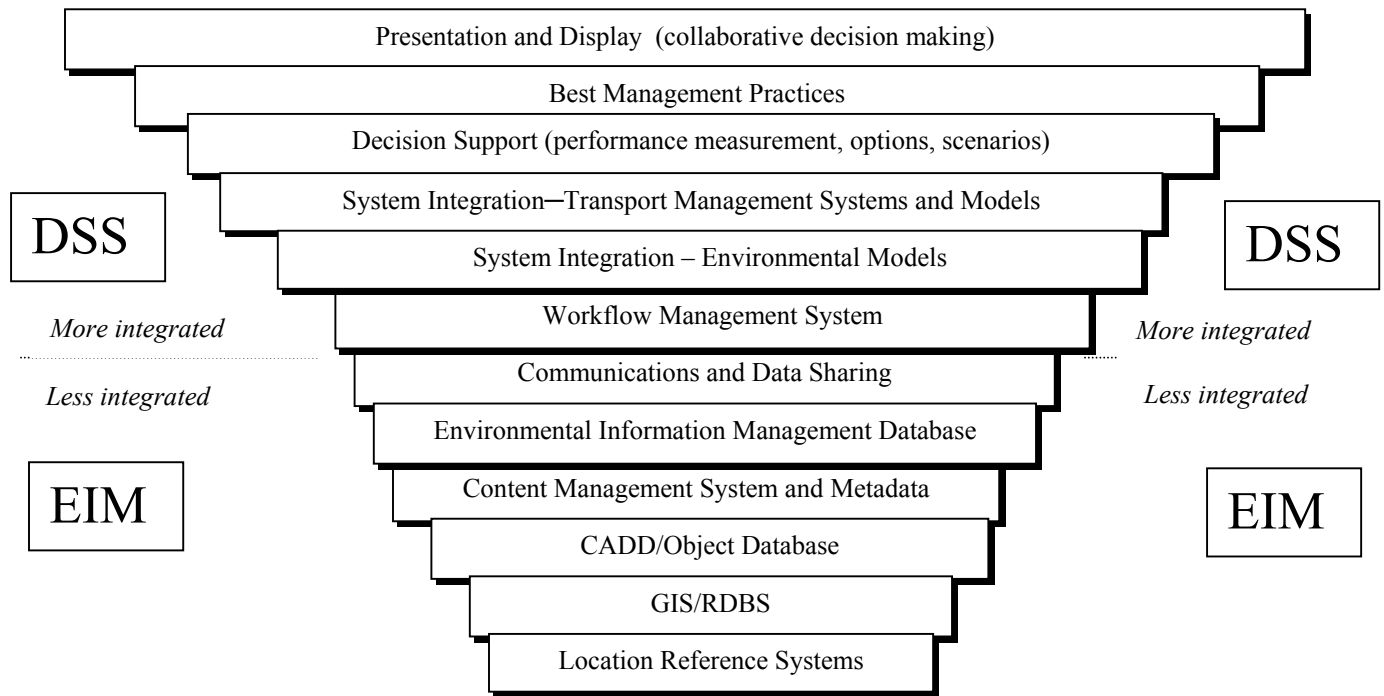 Presentation and Display (collaborative decision making)
Best Management Practices
Decision Support (performance measurement, options, scenarios)
System Integration─Transport Management Systems and Models
DSS
DSS
System Integration – Environmental Models
Workflow Management System
More integrated
More integrated
Communications and Data Sharing
Less integrated
Less integrated
Environmental Information Management Database
Content Management System and Metadata
EIM
EIM
CADD/Object Database
GIS/RDBS
Location Reference Systems